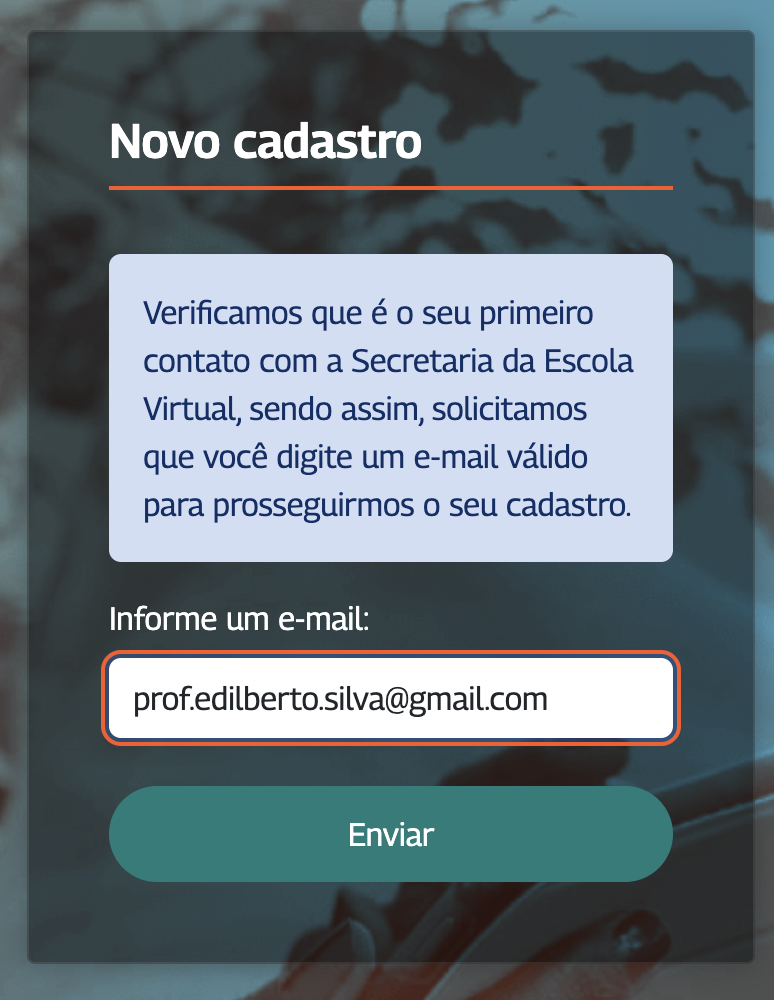 Novo cadastro
Verificamos que é o seu primeiro
contato com a Secretaria da Escola
Virtual, sendo assim, solicitamos
que você digite um e-mail válido
para prosseguirmos o seu cadastro.
Informe um e-mail:
prof.edilberto.silva@gmail.com
Enviar